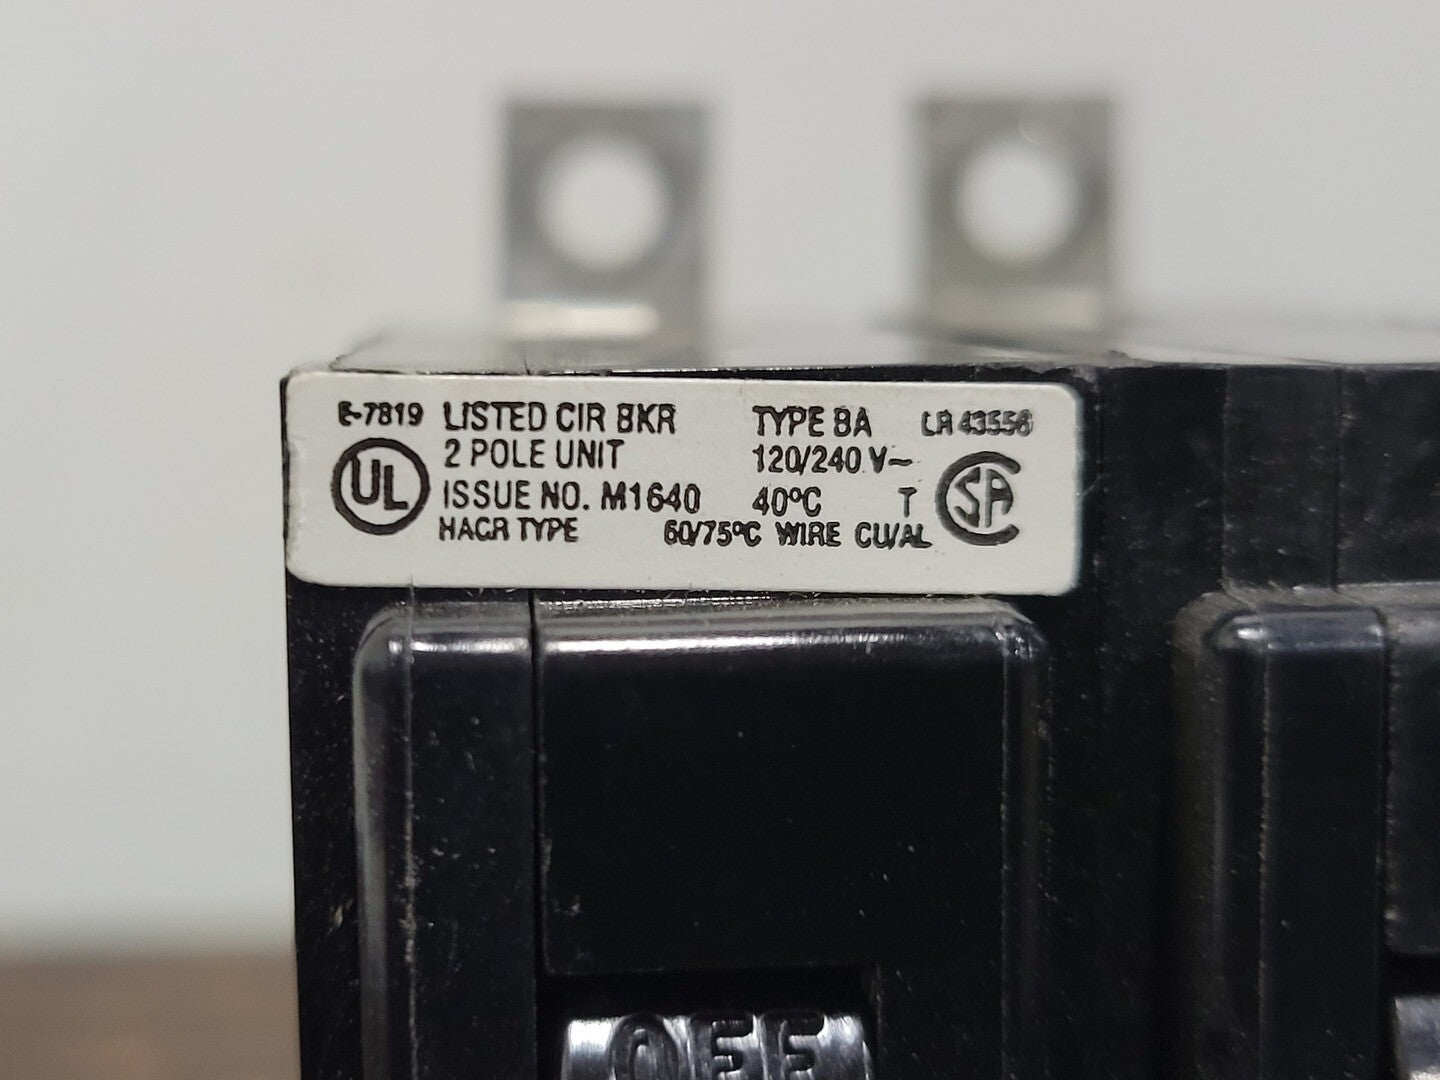 E-7819 LISTED CIR BKR TYPE BA LR 43556
UL 2 POLE UNIT 120/240 V~
ISSUE NO. M1640 40°C T SA
HACR TYPE 60/75°C WIRE CU/AL
OFF